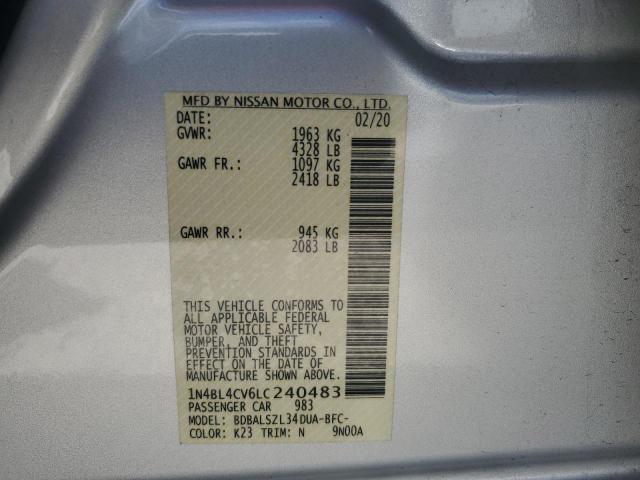 MFD BY NISSAN MOTOR CO., LTD.
DATE: 02/20
GVWR: 1963 KG
4328 LB
GAWR FR.: 1097 KG
2418 LB
GAWR RR.: 945 KG
2083 LB
THIS VEHICLE CONFORMS TO
ALL APPLICABLE FEDERAL
MOTOR VEHICLE SAFETY,
BUMPER, AND THEFT
PREVENTION STANDARDS IN
EFFECT ON THE DATE OF
MANUFACTURE SHOWN ABOVE.
1N4BL4CV6LC240483
PASSENGER CAR 983
MODEL: BDBALSZL34DUA-BFC-
COLOR: K23 TRIM: N 9N00A